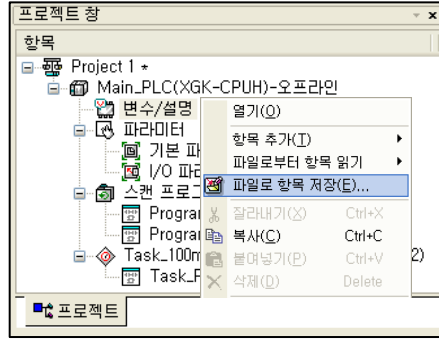 프로젝트 창
항목
Project 1 *
Main_PLC(XGK-CPUH)-오프라인
변수/설명
열기(O)
파라미터
항목 추가(T)
기본 파
파일로부터 항목 읽기
I/O 파
파일로 항목 저장(E)...
스캔 프로그
잘라내기(X) Ctrl+X
Progra
복사(C) Ctrl+C
Progra
Task_100m
붙여넣기(P) Ctrl+V
2)
삭제(D) Delete
Task_P
프로젝트